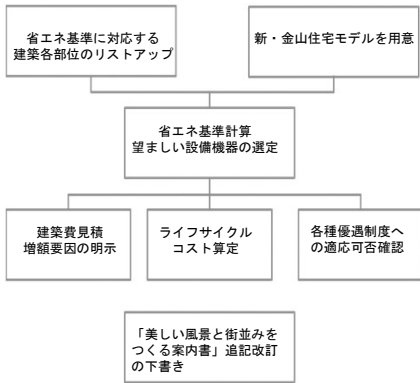 省エネ基準に対応する
建築各部位のリストアップ
新・金山住宅モデルを用意
省エネ基準計算
望ましい設備機器の選定
建築費見積
増額要因の明示
ライフサイクル
コスト算定
各種優遇制度へ
の適応可否確認
「美しい風景と街並みを
つくる案内書」追記改訂
の下書き